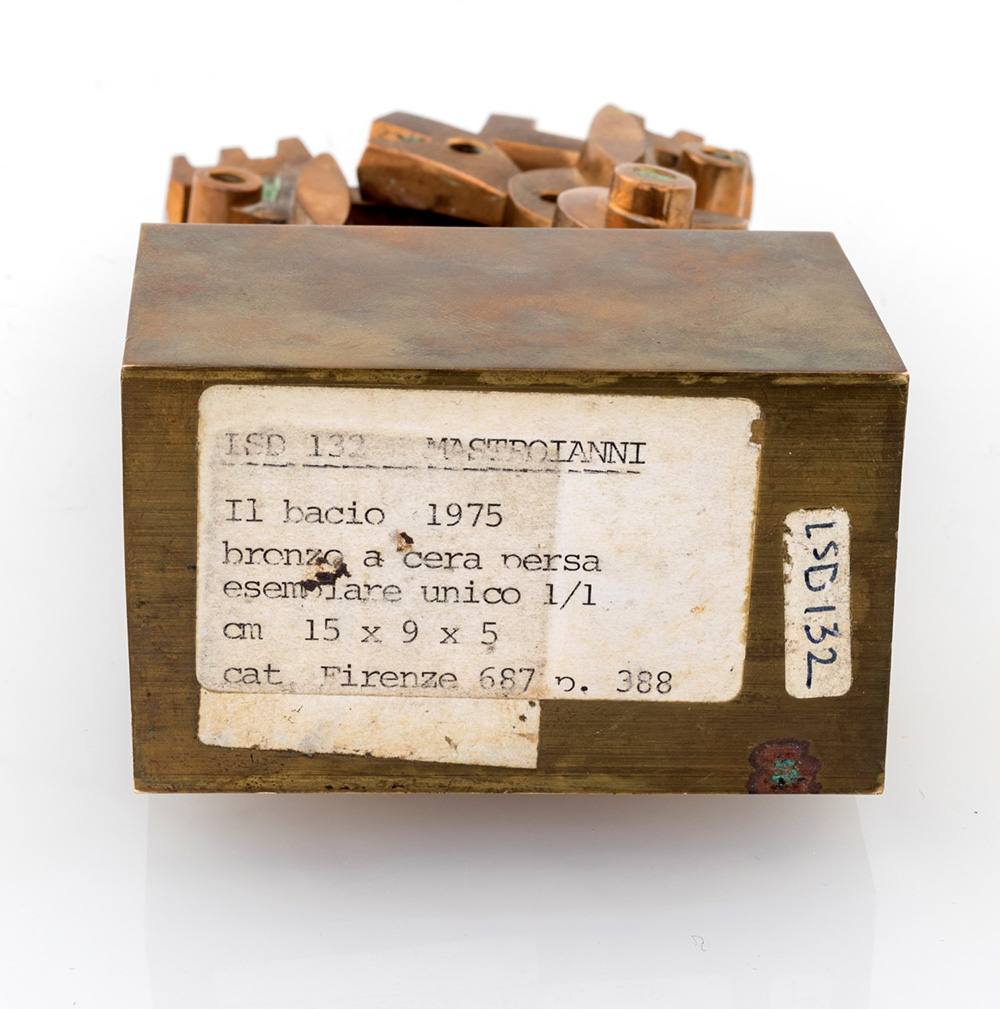 LSD 132 MASTROIANNI
Il bacio 1975
bronzo a cera persa
esemplare unico 1/1
cm 15 x 9 x 5
cat. Firenze 687 p. 388
LSD 132